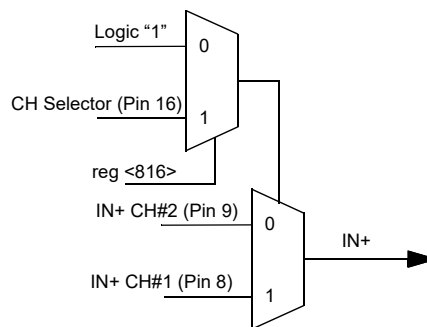 Logic “1”
0
CH Selector (Pin 16)
1
reg <816>
IN+ CH#2 (Pin 9)
0
IN+
IN+ CH#1 (Pin 8)
1